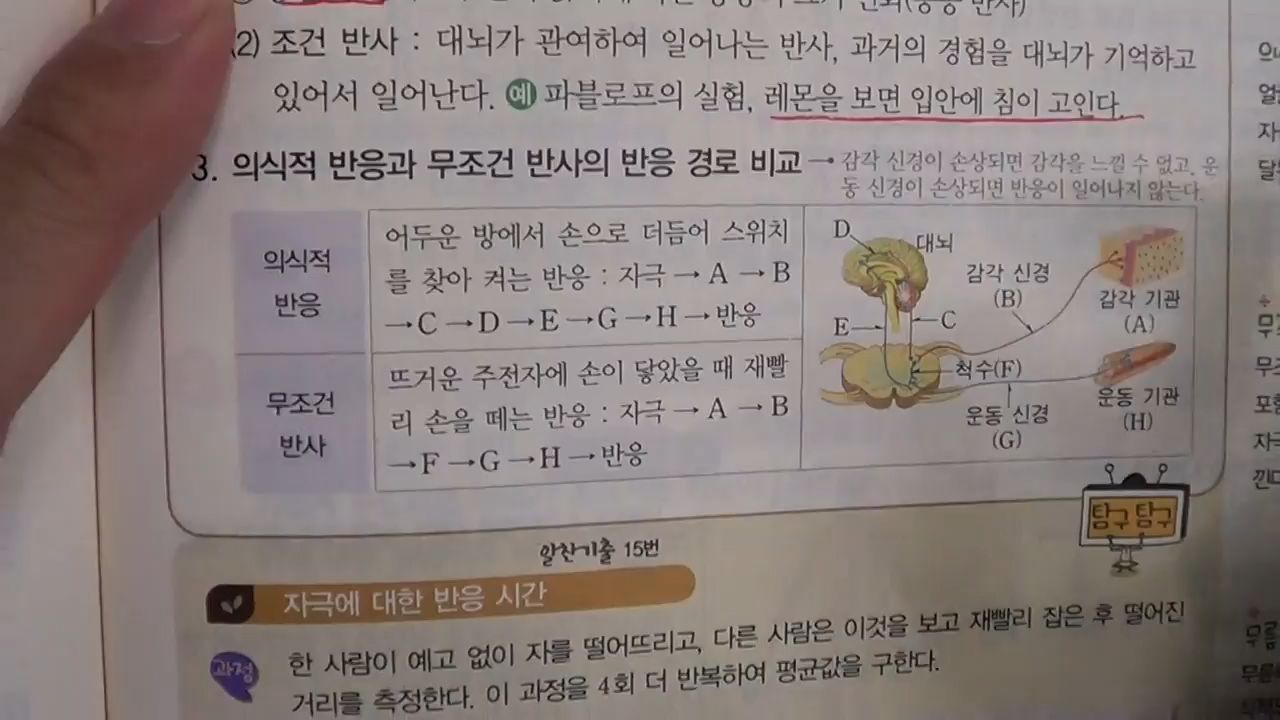 (2) 조건 반사 : 대뇌가 관여하여 일어나는 반사, 과거의 경험을 대뇌가 기억하고
있어서 일어난다. 예 파블로프의 실험, 레몬을 보면 입안에 침이 고인다.
3. 의식적 반응과 무조건 반사의 반응 경로 비교 → 감각 신경이 손상되면 감각을 느낄 수 없고, 운
동 신경이 손상되면 반응이 일어나지 않는다.
의식적
반응
어두운 방에서 손으로 더듬어 스위치
를 찾아 켜는 반응 : 자극 → A → B
→ C → D → E → G → H → 반응
무조건
반사
뜨거운 주전자에 손이 닿았을 때 재빨
리 손을 떼는 반응 : 자극 → A → B
→ F → G → H → 반응
D
대뇌
감각 신경
(B)
감각 기관
(A)
E
C
척수(F)
운동 신경
(G)
운동 기관
(H)
탐구 탐구
알찬기출 15번
자극에 대한 반응 시간
과정
한 사람이 예고 없이 자를 떨어뜨리고, 다른 사람은 이것을 보고 재빨리 잡은 후 떨어진
거리를 측정한다. 이 과정을 4회 더 반복하여 평균값을 구한다.